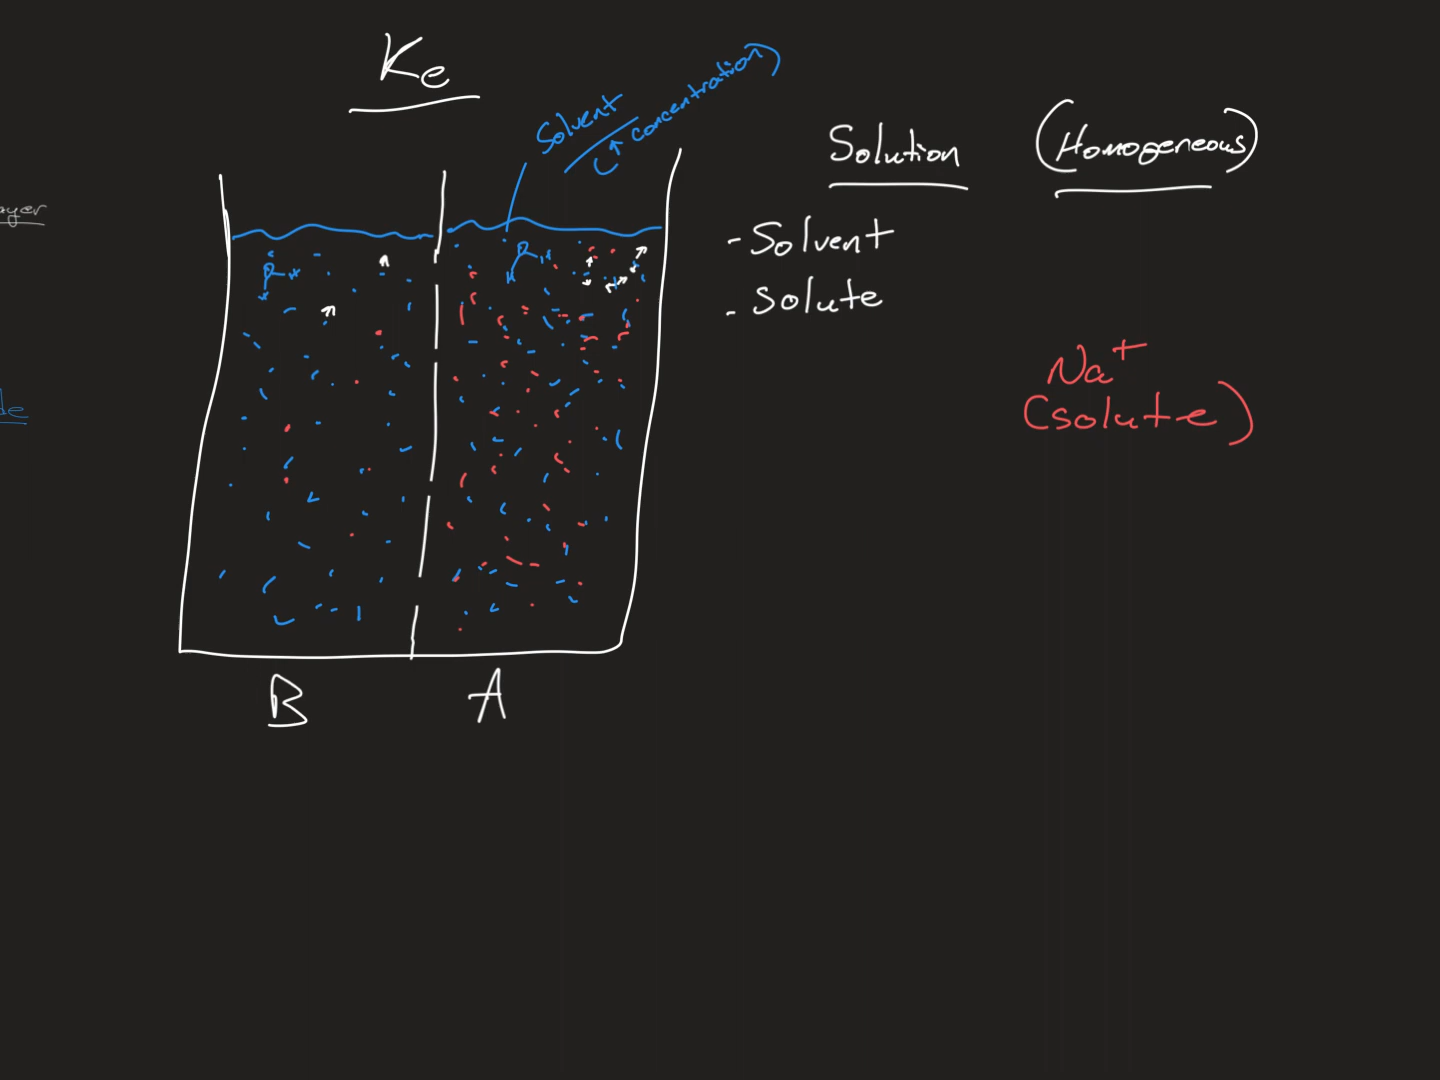 Ke
Solvent
(↑ concentration)
Solution (Homogeneous)
- Solvent
- Solute
Na+
(solute)
B
A